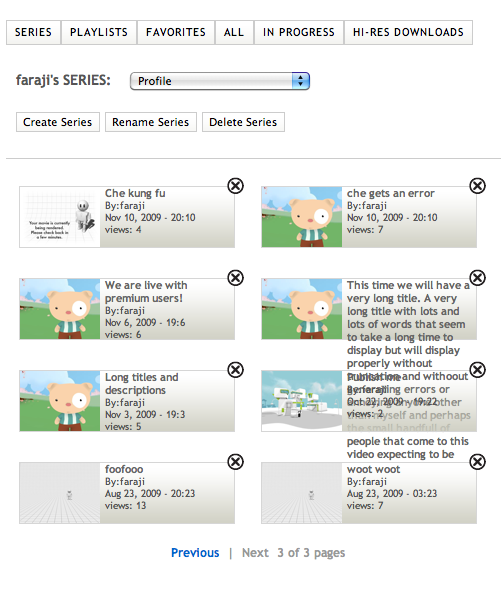 SERIES
PLAYLISTS
FAVORITES
ALL
IN PROGRESS
HI-RES DOWNLOADS
faraji's SERIES:
Profile
Create Series
Rename Series
Delete Series
Your movie is currently
being rendered.
Please check back in
a few minutes.
Che kung fu
By:faraji
Nov 10, 2009 - 20:10
views: 4
che gets an error
By:faraji
Nov 10, 2009 - 20:10
views: 7
We are live with
premium users!
By:faraji
Nov 6, 2009 - 19:6
views: 6
This time we will have a
very long title. A very
long title with lots and
lots of words that seem
to take a long time to
display but will display
properly without
and withoout
errors or
other
than myself and perhaps
the small handful of
people that come to this
video expecting to be
Long titles and
descriptions
By:faraji
Nov 3, 2009 - 19:3
views: 5
Publish me
By:faraji
Oct 22, 2009 - 19:22
views: 2
foofooo
By:faraji
Aug 23, 2009 - 20:23
views: 13
woot woot
By:faraji
Aug 23, 2009 - 03:23
views: 7
Previous | Next 3 of 3 pages